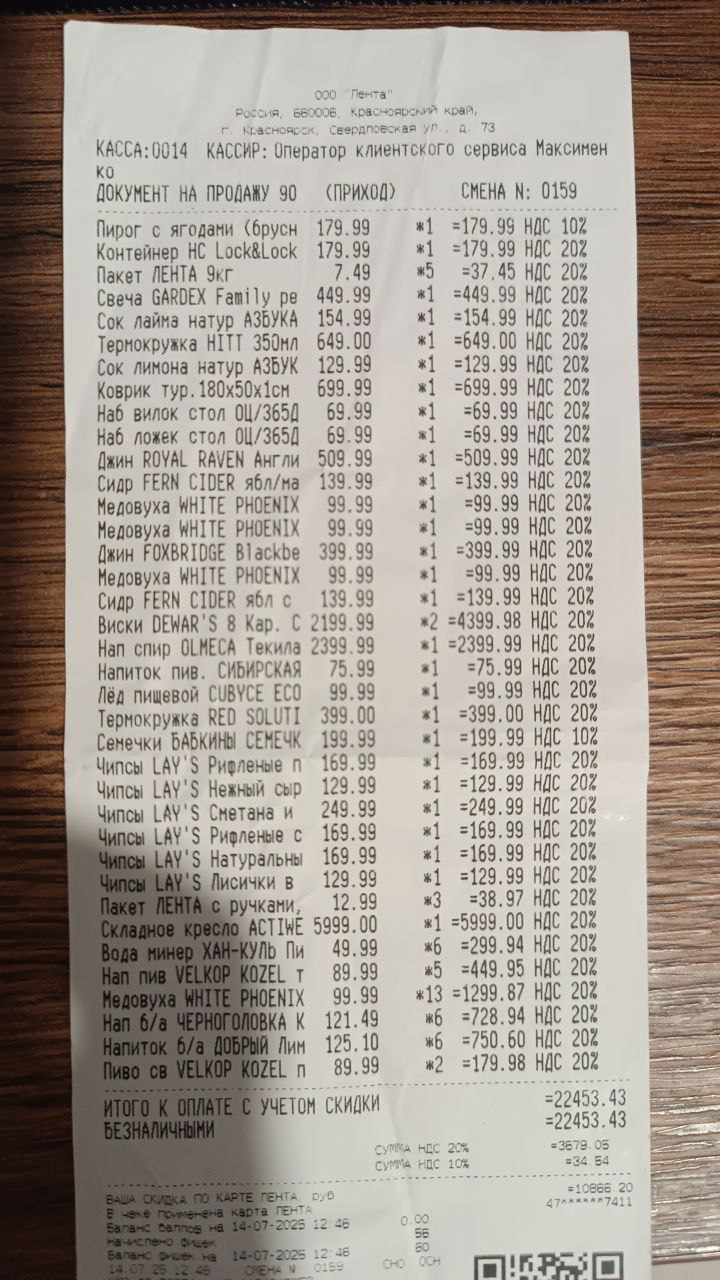 ООО "Лента"
Россия, 660006, Красноярский край,
г. Красноярск, Свердловская ул., д. 73
КАССА:0014 КАССИР: Оператор клиентского сервиса Максимен
ко
ДОКУМЕНТ НА ПРОДАЖУ 90 (ПРИХОД) СМЕНА N: 0159
Пирог с ягодами (брусн 179.99 *1 =179.99 НДС 10%
Контейнер НС Lock&Lock 179.99 *1 =179.99 НДС 20%
Пакет ЛЕНТА 9кг 7.49 *5 =37.45 НДС 20%
Свеча GARDEX Family ре 449.99 *1 =449.99 НДС 20%
Сок лайма натур АЗБУКА 154.99 *1 =154.99 НДС 20%
Термокружка HITT 350мл 649.00 *1 =649.00 НДС 20%
Сок лимона натур АЗБУК 129.99 *1 =129.99 НДС 20%
Коврик тур.180х50х1см 699.99 *1 =699.99 НДС 20%
Наб вилок стол ОЦ/365Д 69.99 *1 =69.99 НДС 20%
Наб ложек стол ОЦ/365Д 69.99 *1 =69.99 НДС 20%
Джин ROYAL RAVEN Англи 509.99 *1 =509.99 НДС 20%
Сидр FERN CIDER ябл/ма 139.99 *1 =139.99 НДС 20%
Медовуха WHITE PHOENIX 99.99 *1 =99.99 НДС 20%
Медовуха WHITE PHOENIX 99.99 *1 =99.99 НДС 20%
Джин FOXBRIDGE Blackbe 399.99 *1 =399.99 НДС 20%
Медовуха WHITE PHOENIX 99.99 *1 =99.99 НДС 20%
Сидр FERN CIDER ябл с 139.99 *1 =139.99 НДС 20%
Виски DEWAR'S 8 Кар. С 2199.99 *2 =4399.98 НДС 20%
Нап спир OLMECA Текила 2399.99 *1 =2399.99 НДС 20%
Напиток пив. СИБИРСКАЯ 75.99 *1 =75.99 НДС 20%
Лёд пищевой CUBYCE ECO 99.99 *1 =99.99 НДС 20%
Термокружка RED SOLUTI 399.00 *1 =399.00 НДС 20%
Семечки БАБКИНЫ СЕМЕЧК 199.99 *1 =199.99 НДС 10%
Чипсы LAY'S Рифленые п 169.99 *1 =169.99 НДС 20%
Чипсы LAY'S Нежный сыр 129.99 *1 =129.99 НДС 20%
Чипсы LAY'S Сметана и 249.99 *1 =249.99 НДС 20%
Чипсы LAY'S Рифленые с 169.99 *1 =169.99 НДС 20%
Чипсы LAY'S Натуральны 169.99 *1 =169.99 НДС 20%
Чипсы LAY'S Лисички в 129.99 *1 =129.99 НДС 20%
Пакет ЛЕНТА с ручками, 12.99 *3 =38.97 НДС 20%
Складное кресло ACTIWE 5999.00 *1 =5999.00 НДС 20%
Вода минер ХАН-КУЛЬ Пи 49.99 *6 =299.94 НДС 20%
Нап пив VELKOP KOZEL т 89.99 *5 =449.95 НДС 20%
Медовуха WHITE PHOENIX 99.99 *13 =1299.87 НДС 20%
Нап б/а ЧЕРНОГОЛОВКА К 121.49 *6 =728.94 НДС 20%
Напиток б/а ДОБРЫЙ Лим 125.10 *6 =750.60 НДС 20%
Пиво св VELKOP KOZEL п 89.99 *2 =179.98 НДС 20%
ИТОГО К ОПЛАТЕ С УЧЕТОМ СКИДКИ =22453.43
БЕЗНАЛИЧНЫМИ =22453.43
СУММА НДС 20% =3679.05
СУММА НДС 10% =34.54
ВАША СКИДКА ПО КАРТЕ ЛЕНТА, руб =10866.20
В чеке применена карта ЛЕНТА 47******7411
Баланс баллов на 14-07-2025 12:46 0.00
Начислено фишек 56
Баланс фишек на 14-07-2025 12:46 60
14.07.25 12:46 СМЕНА N: 0159 СНО ОСН